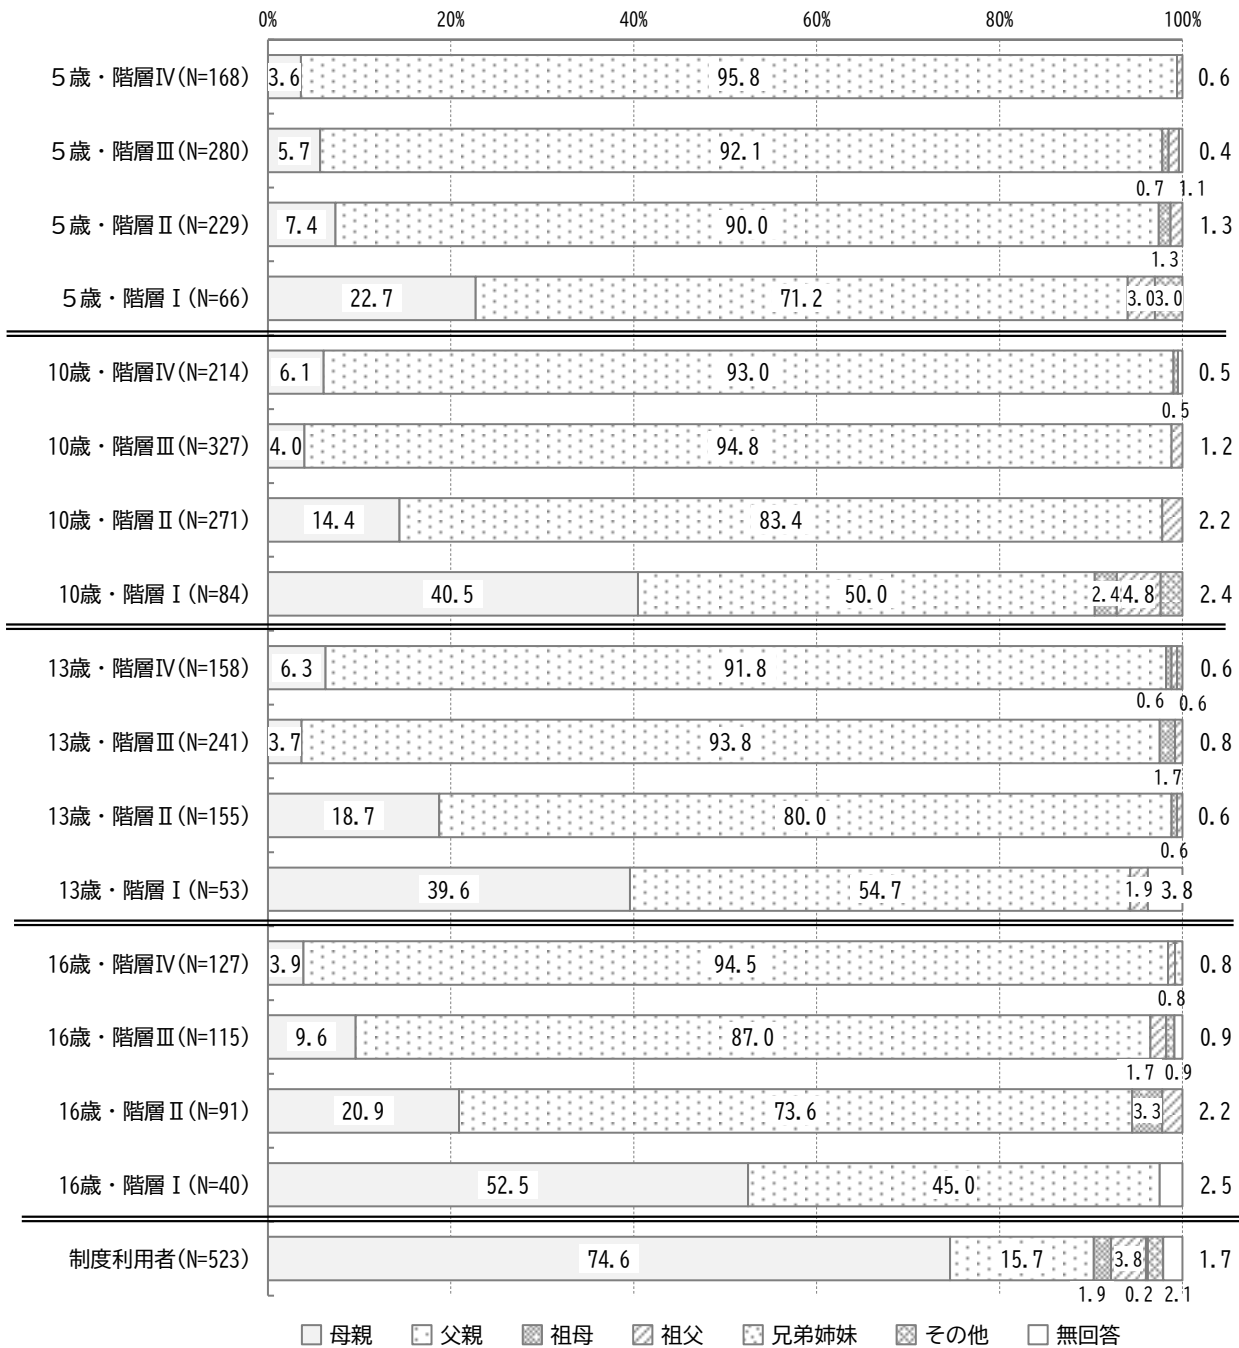 0% 20% 40% 60% 80% 100%
５歳・階層Ⅳ(N=168) 3.6 95.8 0.6
５歳・階層Ⅲ(N=280) 5.7 92.1 0.4
0.7 1.1
５歳・階層Ⅱ(N=229) 7.4 90.0 1.3
1.3
５歳・階層Ⅰ(N=66) 22.7 71.2 3.0 3.0
10歳・階層Ⅳ(N=214) 6.1 93.0 0.5
0.5
10歳・階層Ⅲ(N=327) 4.0 94.8 1.2
10歳・階層Ⅱ(N=271) 14.4 83.4 2.2
10歳・階層Ⅰ(N=84) 40.5 50.0 2.4 4.8 2.4
13歳・階層Ⅳ(N=158) 6.3 91.8 0.6
0.6 0.6
13歳・階層Ⅲ(N=241) 3.7 93.8 0.8
1.7
13歳・階層Ⅱ(N=155) 18.7 80.0 0.6
0.6
13歳・階層Ⅰ(N=53) 39.6 54.7 1.9 3.8
16歳・階層Ⅳ(N=127) 3.9 94.5 0.8
0.8
16歳・階層Ⅲ(N=115) 9.6 87.0 0.9
1.7 0.9
16歳・階層Ⅱ(N=91) 20.9 73.6 3.3 2.2
16歳・階層Ⅰ(N=40) 52.5 45.0 2.5
制度利用者(N=523) 74.6 15.7 3.8 1.7
1.9 0.2 2.1
母親 父親 祖母 祖父 兄弟姉妹 その他 無回答